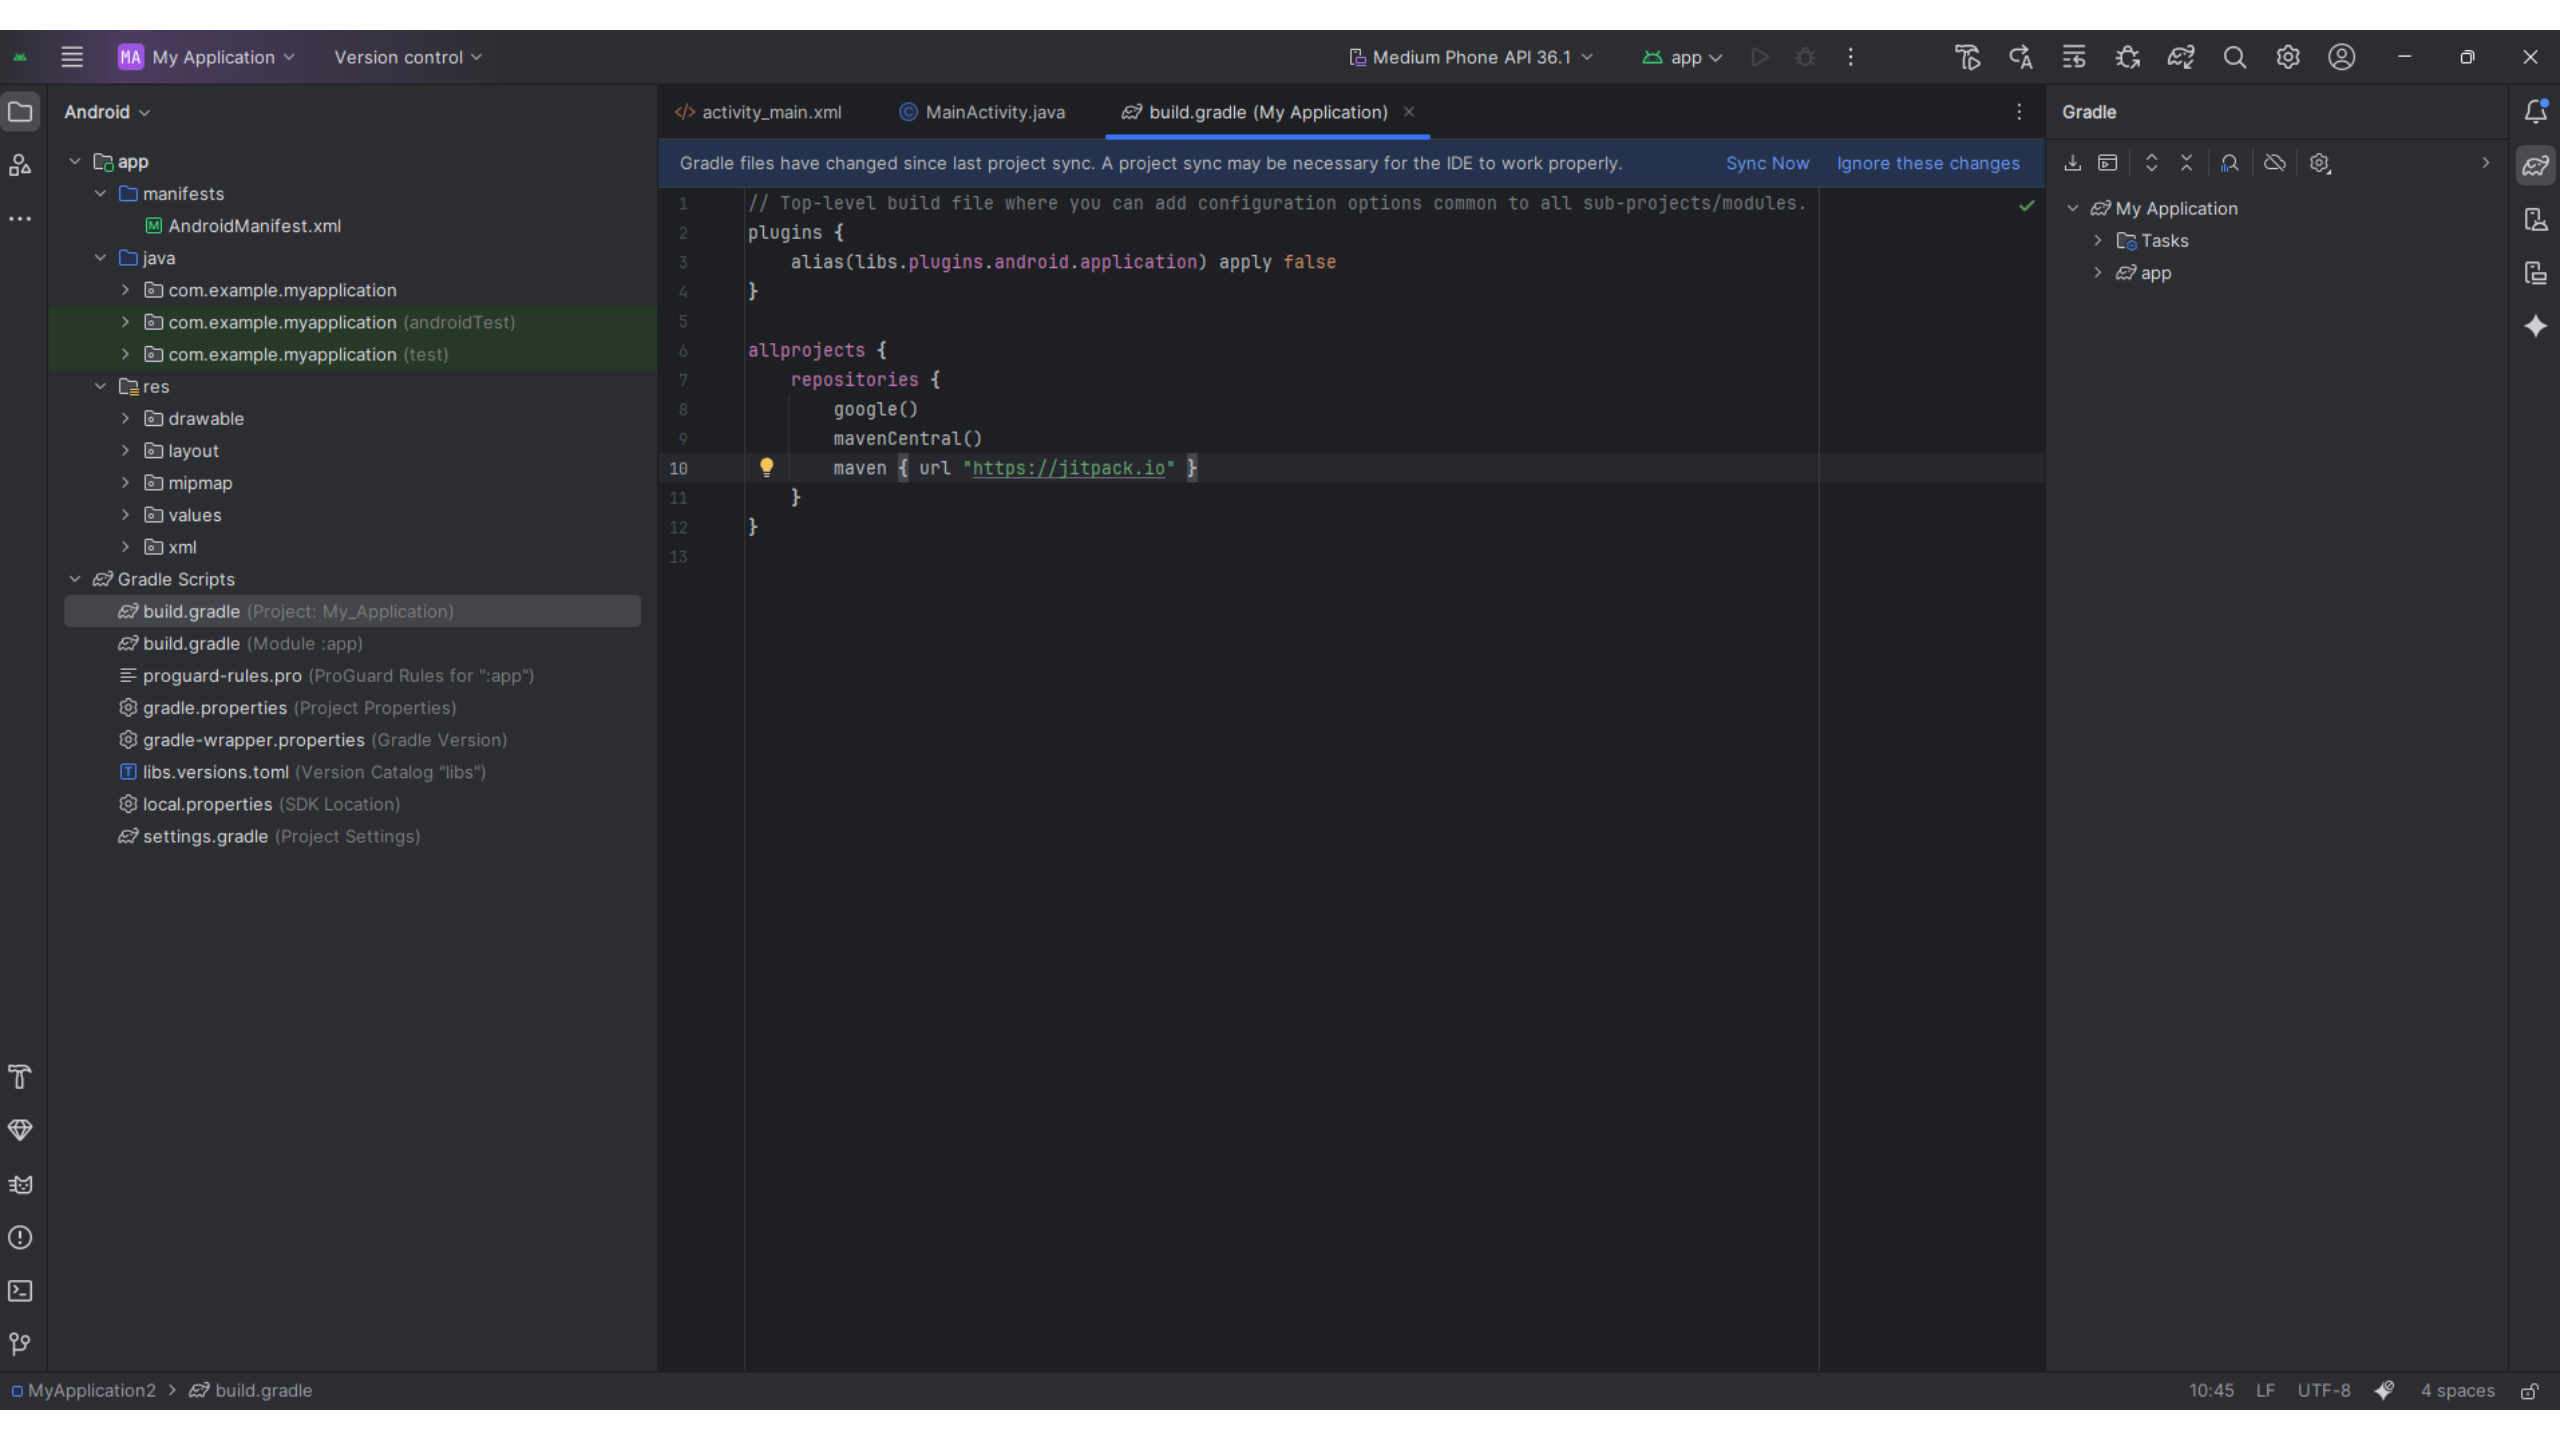 MA My Application
Version control
Medium Phone API 36.1
app
Android
app
manifests
AndroidManifest.xml
java
com.example.myapplication
com.example.myapplication (androidTest)
com.example.myapplication (test)
res
drawable
layout
mipmap
values
xml
Gradle Scripts
build.gradle (Project: My_Application)
build.gradle (Module :app)
proguard-rules.pro (ProGuard Rules for ":app")
gradle.properties (Project Properties)
gradle-wrapper.properties (Gradle Version)
libs.versions.toml (Version Catalog "libs")
local.properties (SDK Location)
settings.gradle (Project Settings)
activity_main.xml
MainActivity.java
build.gradle (My Application)
Gradle files have changed since last project sync. A project sync may be necessary for the IDE to work properly.
Sync Now
Ignore these changes
1 // Top-level build file where you can add configuration options common to all sub-projects/modules.
2 plugins {
3     alias(libs.plugins.android.application) apply false
4 }
5
6 allprojects {
7     repositories {
8         google()
9         mavenCentral()
10         maven { url "https://jitpack.io" }
11     }
12 }
13
Gradle
My Application
Tasks
app
MyApplication2 > build.gradle
10:45 LF UTF-8 4 spaces